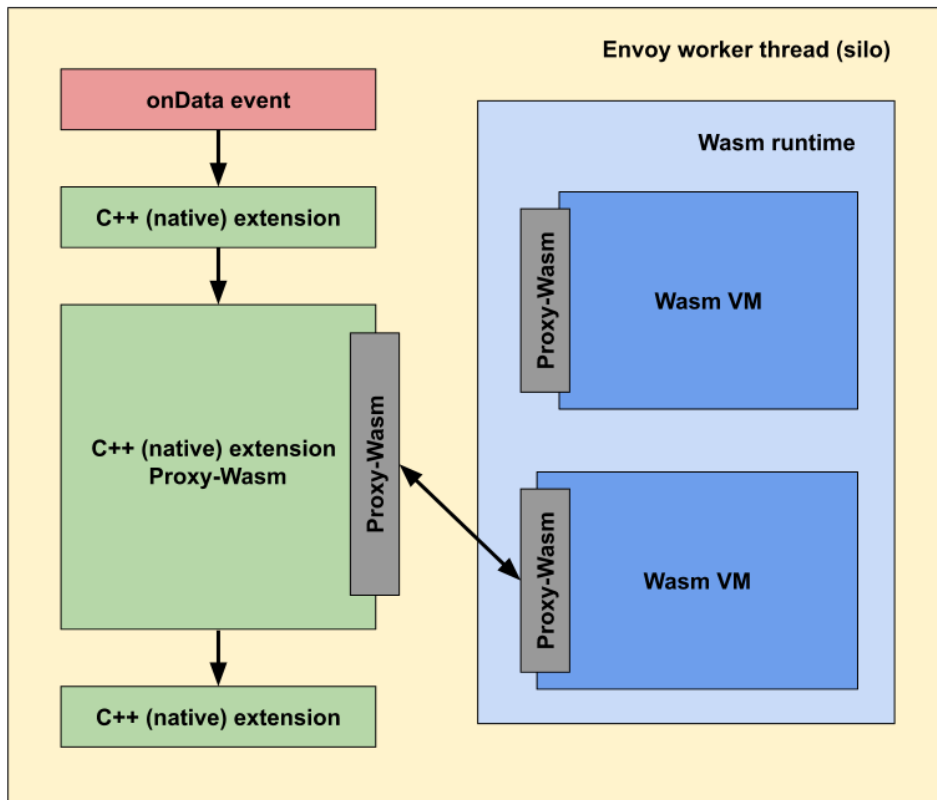 Envoy worker thread (silo)
onData event
C++ (native) extension
C++ (native) extension
Proxy-Wasm
Proxy-Wasm
C++ (native) extension
Wasm runtime
Proxy-Wasm
Wasm VM
Proxy-Wasm
Wasm VM